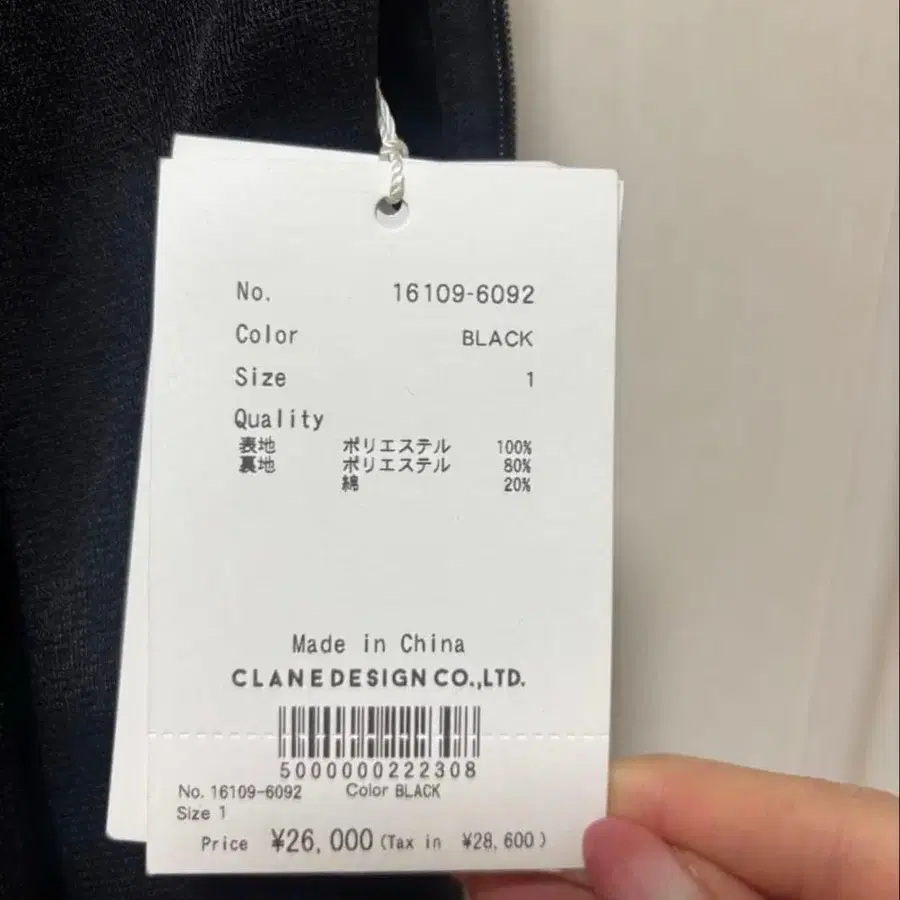 No. 16109-6092
Color BLACK
Size 1
Quality
表地 ポリエステル 100%
裏地 ポリエステル 80%
綿 20%
Made in China
CLANE DESIGN CO.,LTD.
5000000222308
No. 16109-6092 Color BLACK
Size 1
Price ¥26,000 (Tax in ¥28,600)